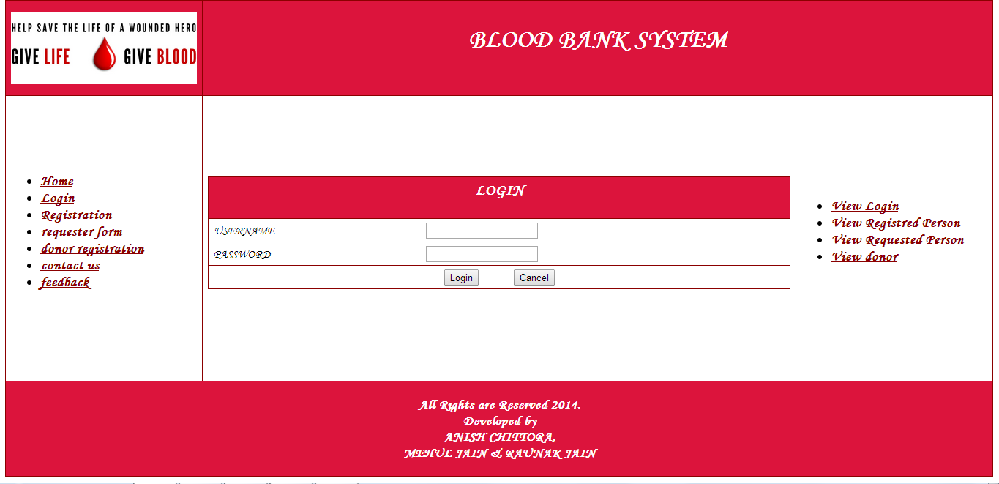 HELP SAVE THE LIFE OF A WOUNDED HERO
GIVE LIFE GIVE BLOOD
BLOOD BANK SYSTEM
Home
Login
Registration
requester form
donor registration
contact us
feedback
LOGIN
USERNAME
PASSWORD
Login Cancel
View Login
View Registred Person
View Requested Person
View donor
All Rights are Reserved 2014,
Developed by
ANISH CHITTORA,
MEHUL JAIN & RAUNAK JAIN